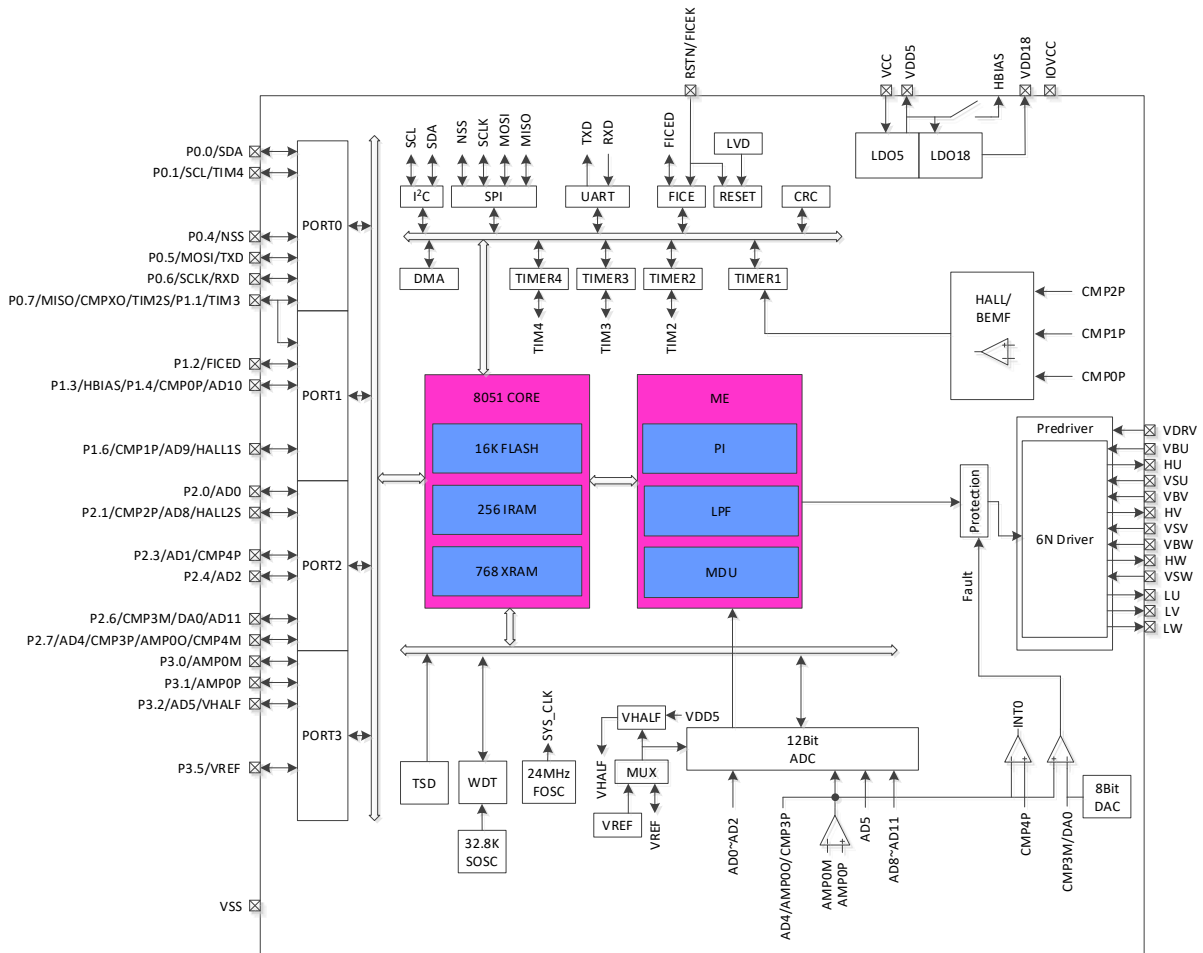 RSTN/FICEK
VCC
VDD5
HBIAS
VDD18
IOVCC
P0.0/SDA
P0.1/SCL/TIM4
P0.4/NSS
P0.5/MOSI/TXD
P0.6/SCLK/RXD
P0.7/MISO/CMPXO/TIM2S/P1.1/TIM3
P1.2/FICED
P1.3/HBIAS/P1.4/CMP0P/AD10
P1.6/CMP1P/AD9/HALL1S
P2.0/AD0
P2.1/CMP2P/AD8/HALL2S
P2.3/AD1/CMP4P
P2.4/AD2
P2.6/CMP3M/DA0/AD11
P2.7/AD4/CMP3P/AMP0O/CMP4M
P3.0/AMP0M
P3.1/AMP0P
P3.2/AD5/VHALF
P3.5/VREF
VSS
PORT0
PORT1
PORT2
PORT3
SCL
SDA
NSS
SCLK
MOSI
MISO
TXD
RXD
FICED
LVD
I²C
SPI
UART
FICE
RESET
CRC
LDO5
LDO18
DMA
TIMER4
TIMER3
TIMER2
TIMER1
TIM4
TIM3
TIM2
HALL/
BEMF
CMP2P
CMP1P
CMP0P
8051 CORE
16K FLASH
256 IRAM
768 XRAM
ME
PI
LPF
MDU
Protection
Fault
Predriver
6N Driver
VDRV
VBU
HU
VSU
VBV
HV
VSV
VBW
HW
VSW
LU
LV
LW
TSD
WDT
32.8K
SOSC
SYS_CLK
24MHz
FOSC
VHALF
VDD5
VHALF
MUX
VREF
VREF
12Bit
ADC
AD0~AD2
AD4/AMP0O/CMP3P
AMP0M
AMP0P
AD5
AD8~AD11
INT0
CMP4P
CMP3M/DA0
8Bit
DAC